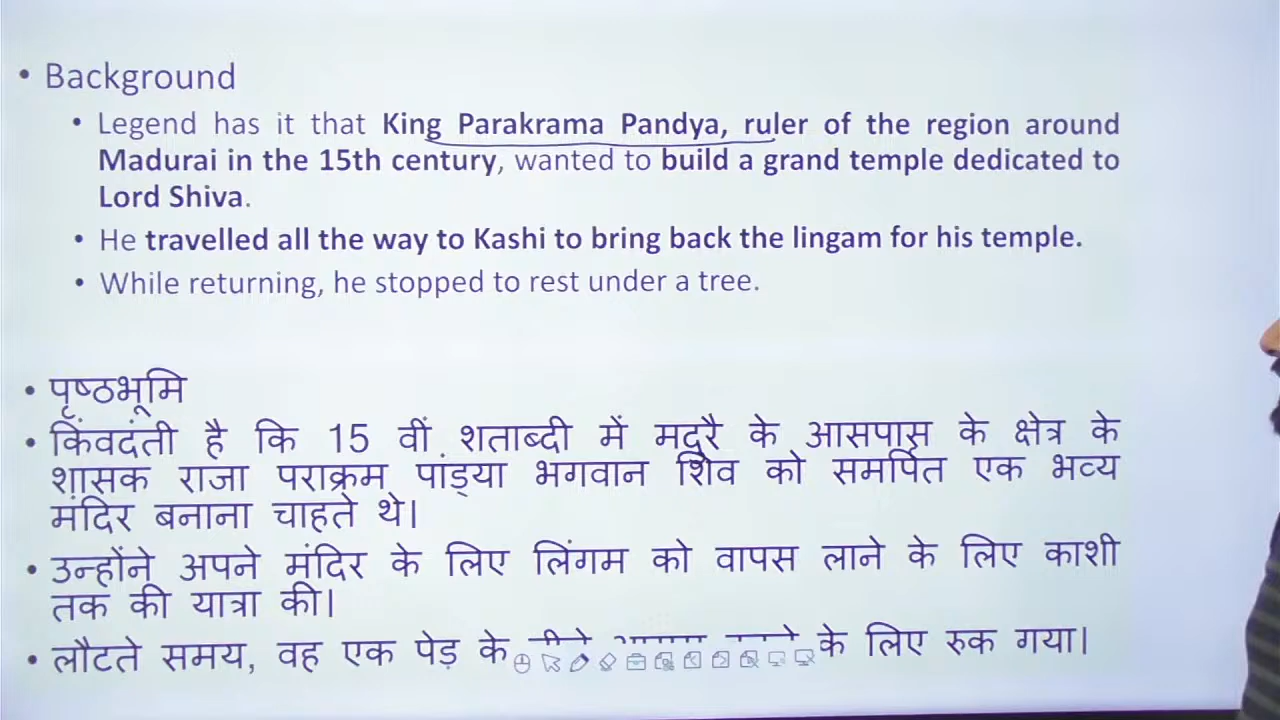 • Background
• Legend has it that King Parakrama Pandya, ruler of the region around
Madurai in the 15th century, wanted to build a grand temple dedicated to
Lord Shiva.
• He travelled all the way to Kashi to bring back the lingam for his temple.
• While returning, he stopped to rest under a tree.
• पृष्ठभूमि
• किंवदंती है कि 15 वीं शताब्दी में मदुरै के आसपास के क्षेत्र के
शासक राजा पराक्रम पांड्या भगवान शिव को समर्पित एक भव्य
मंदिर बनाना चाहते थे।
• उन्होंने अपने मंदिर के लिए लिंगम को वापस लाने के लिए काशी
तक की यात्रा की।
• लौटते समय, वह एक पेड़ के के लिए रुक गया।